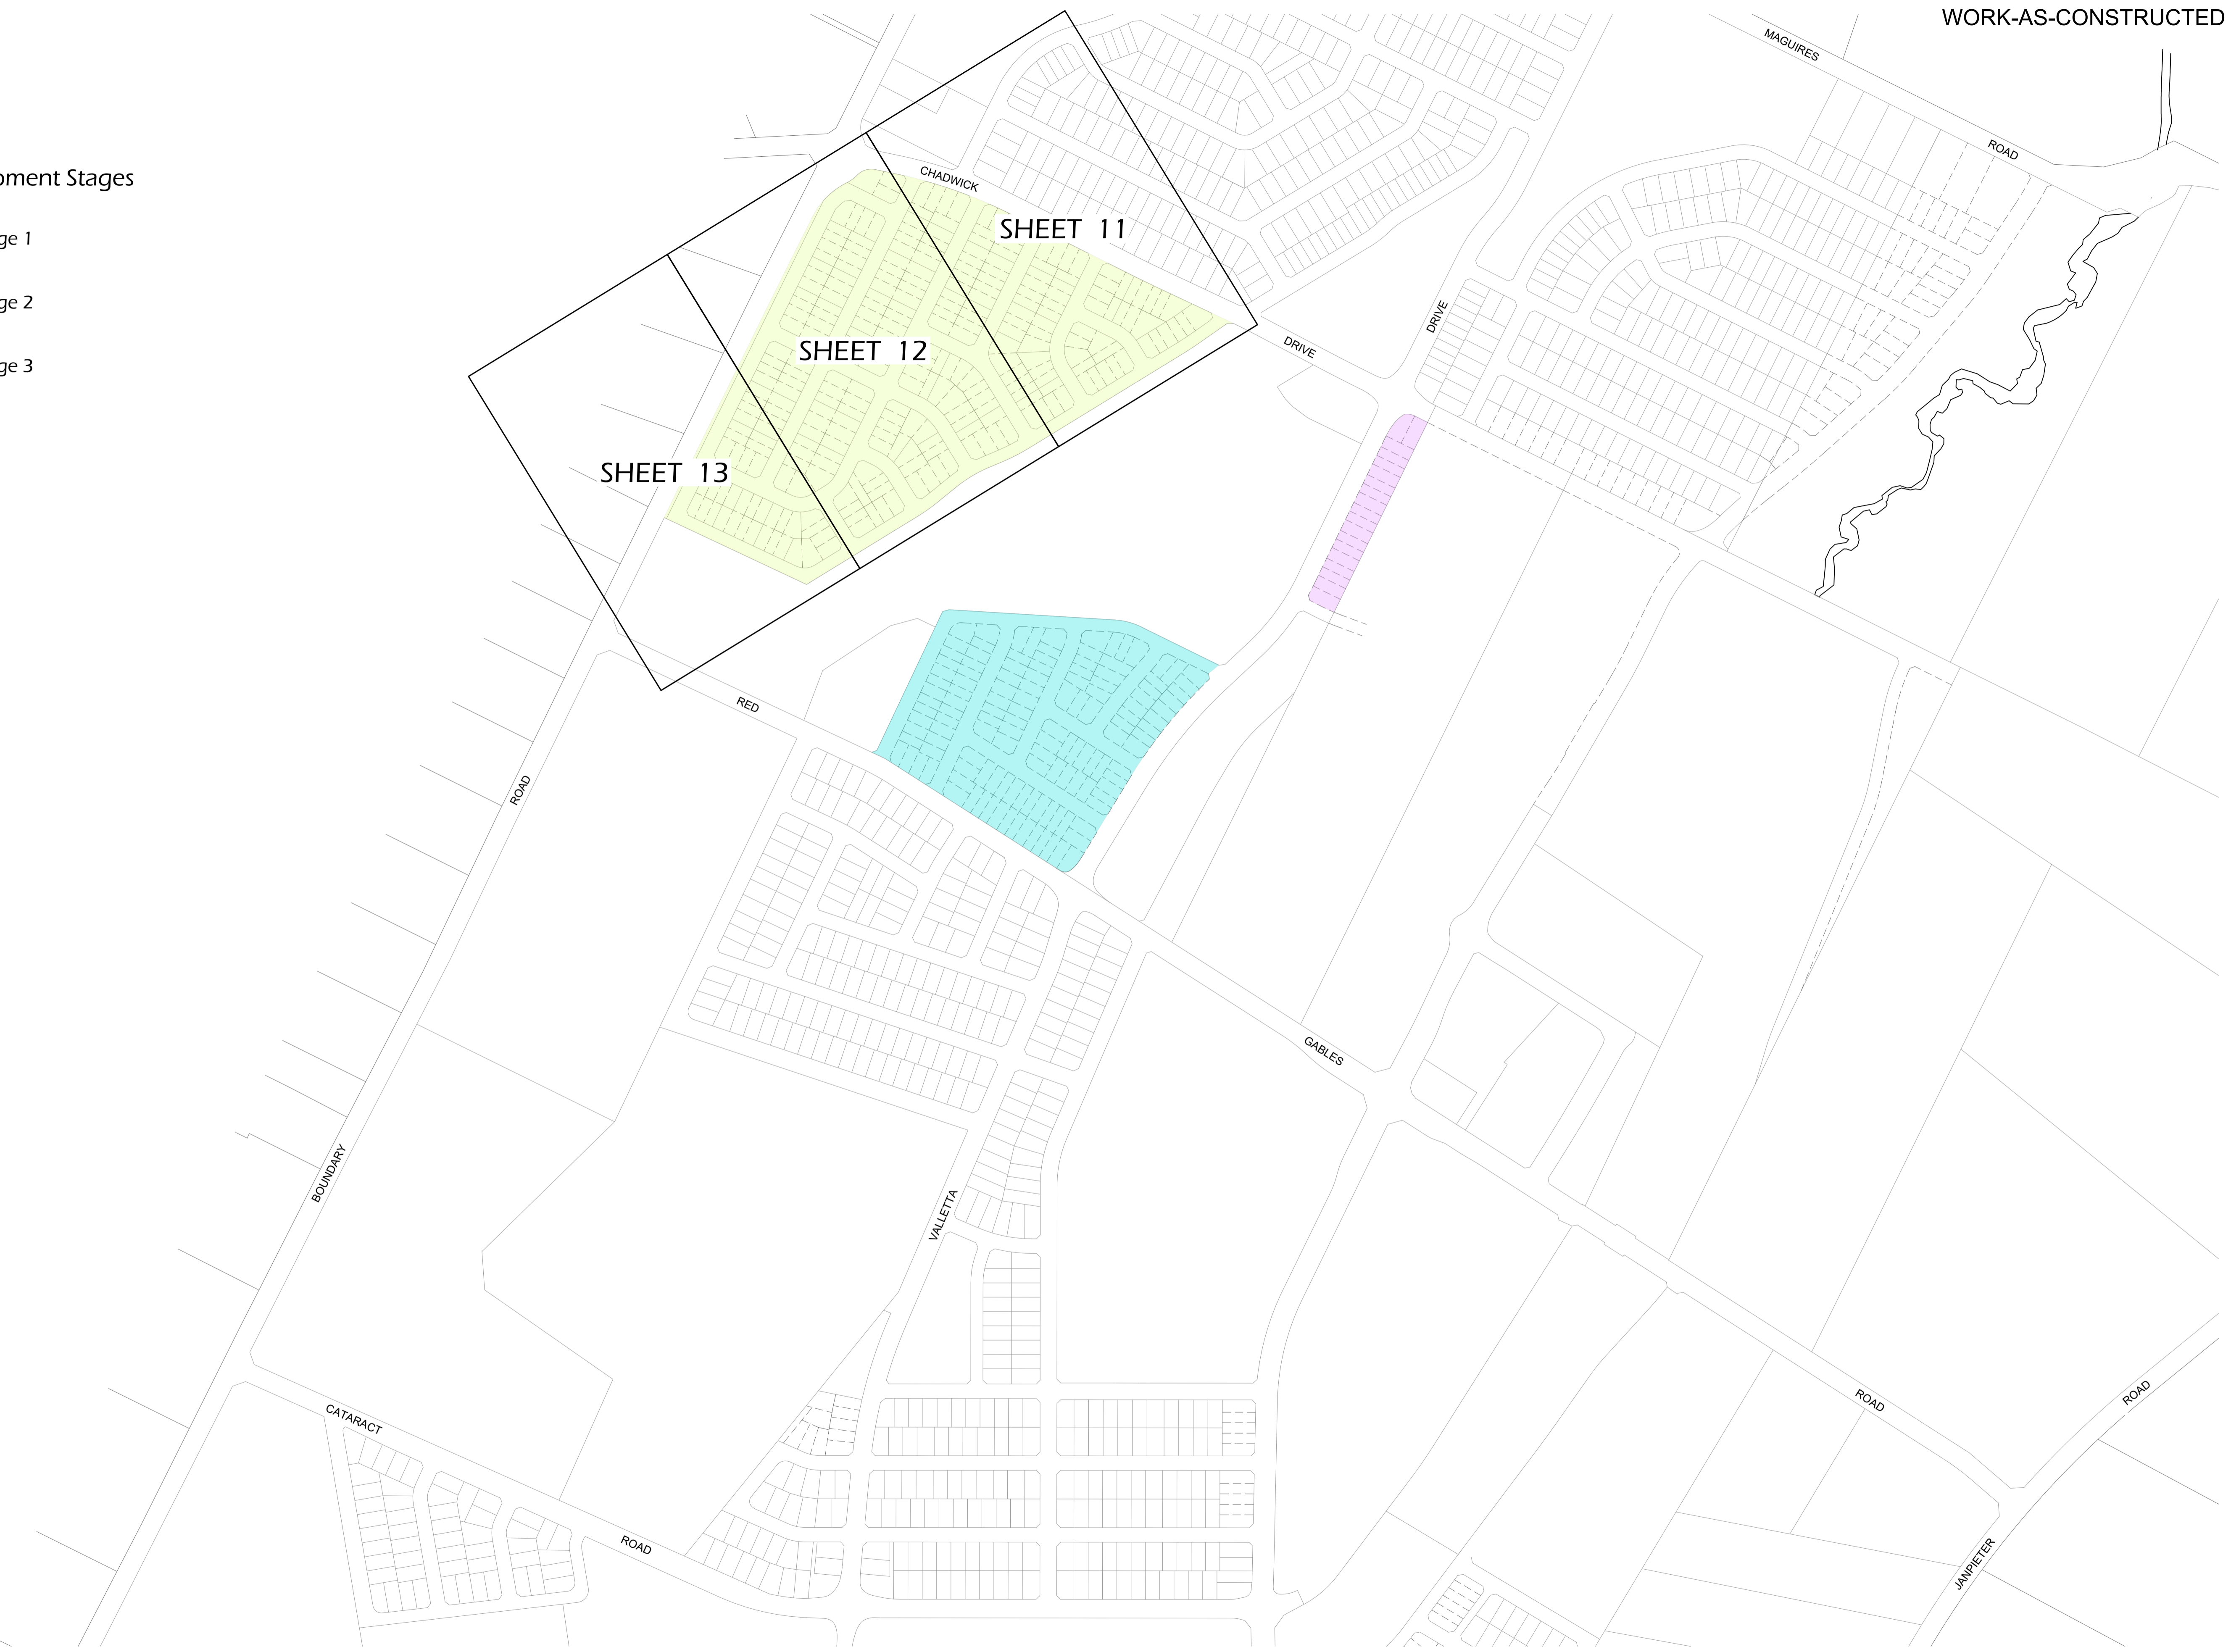 WORK-AS-CONSTRUCTED
MAGUIRES
ROAD
pment Stages
CHADWICK
ge 1
SHEET 11
ge 2
DRIVE
DRIVE
SHEET 12
ge 3
SHEET 13
RED
ROAD
GABLES
BOUNDARY
VALLETTA
ROAD
ROAD
CATARACT
ROAD
JANPIETER